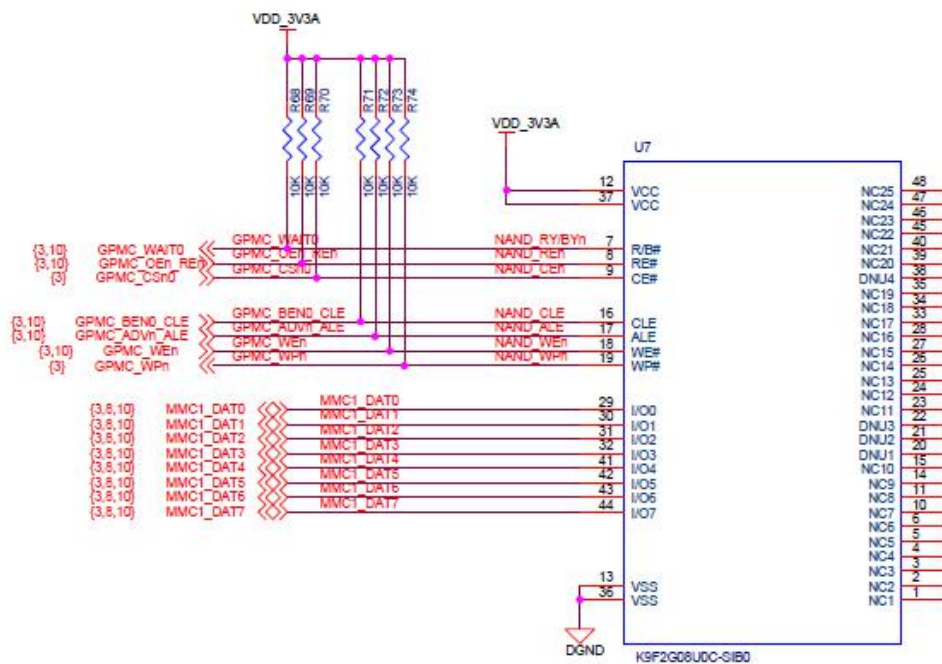 VDD_3V3A
R68 R69 R70 R71 R72 R73 R74
10K 10K 10K 10K 10K 10K 10K
VDD_3V3A
U7
12 VCC
37 VCC
{3,10} GPMC_WAIT0 GPMC_WAIT0 NAND_RY/BYn 7 R/B#
{3,10} GPMC_OEn_REn GPMC_OEn_REn NAND_REn 8 RE#
{3} GPMC_CSn0 GPMC_CSn0 NAND_CEn 9 CE#
{3,10} GPMC_BEN0_CLE GPMC_BEN0_CLE NAND_CLE 16 CLE
{3,10} GPMC_ADVn_ALE GPMC_ADVn_ALE NAND_ALE 17 ALE
{3,10} GPMC_WEn GPMC_WEn NAND_WEn 18 WE#
{3} GPMC_WPn GPMC_WPn NAND_WPn 19 WP#
{3,8,10} MMC1_DAT0 MMC1_DAT0 29 I/O0
{3,8,10} MMC1_DAT1 MMC1_DAT1 30 I/O1
{3,8,10} MMC1_DAT2 MMC1_DAT2 31 I/O2
{3,8,10} MMC1_DAT3 MMC1_DAT3 32 I/O3
{3,8,10} MMC1_DAT4 MMC1_DAT4 41 I/O4
{3,8,10} MMC1_DAT5 MMC1_DAT5 42 I/O5
{3,8,10} MMC1_DAT6 MMC1_DAT6 43 I/O6
{3,8,10} MMC1_DAT7 MMC1_DAT7 44 I/O7
13 VSS
36 VSS
DGND
NC25 48
NC24 47
NC23 46
NC22 45
NC21 40
NC20 39
DNU4 38
NC19 35
NC18 34
NC17 33
NC16 28
NC15 27
NC14 26
NC13 25
NC12 24
NC11 23
DNU3 22
DNU2 21
DNU1 20
NC10 15
NC9 14
NC8 11
NC7 10
NC6 6
NC5 5
NC4 4
NC3 3
NC2 2
NC1 1
K9F2G08U0C-SIB0